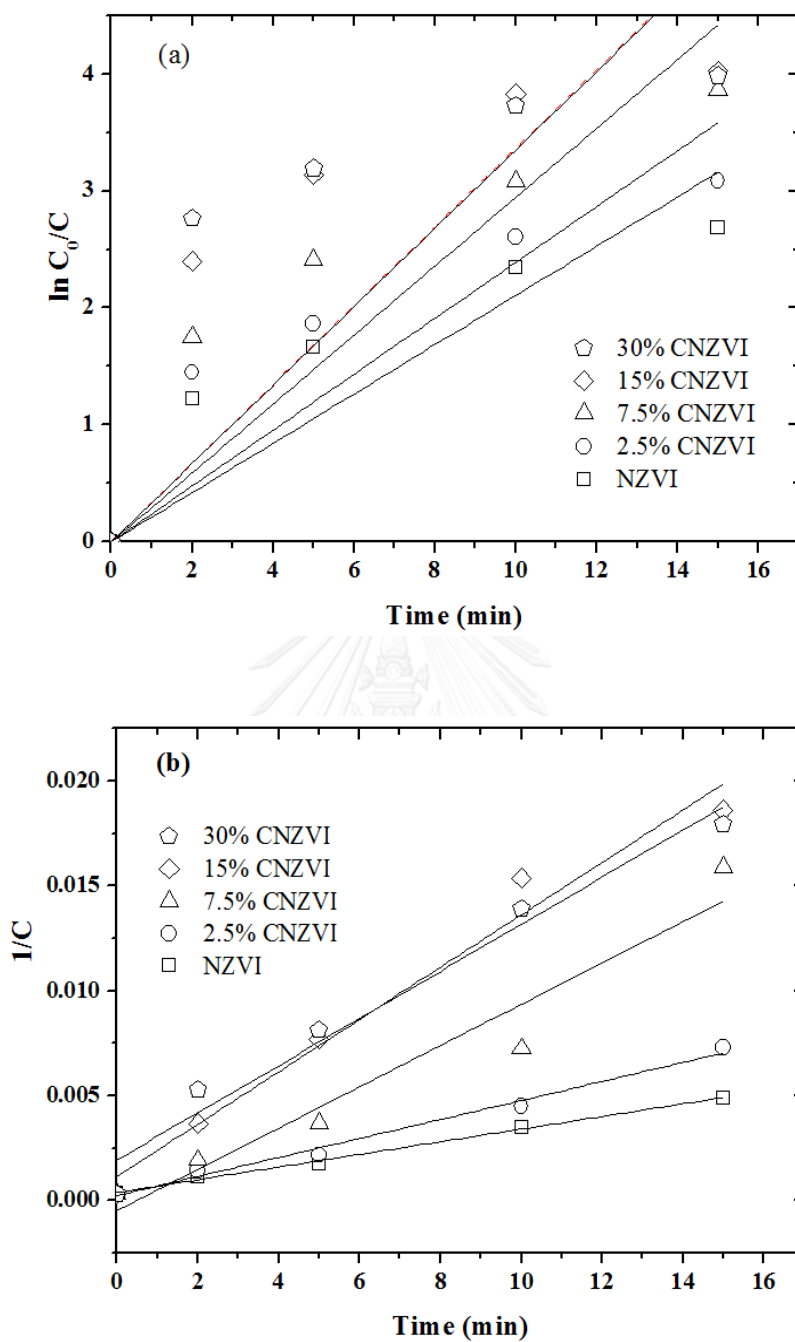 (a)
4
3
2
1
0
ln C₀/C
30% CNZVI
15% CNZVI
7.5% CNZVI
2.5% CNZVI
NZVI
0 2 4 6 8 10 12 14 16
Time (min)
(b)
0.020
0.015
0.010
0.005
0.000
1/C
30% CNZVI
15% CNZVI
7.5% CNZVI
2.5% CNZVI
NZVI
0 2 4 6 8 10 12 14 16
Time (min)